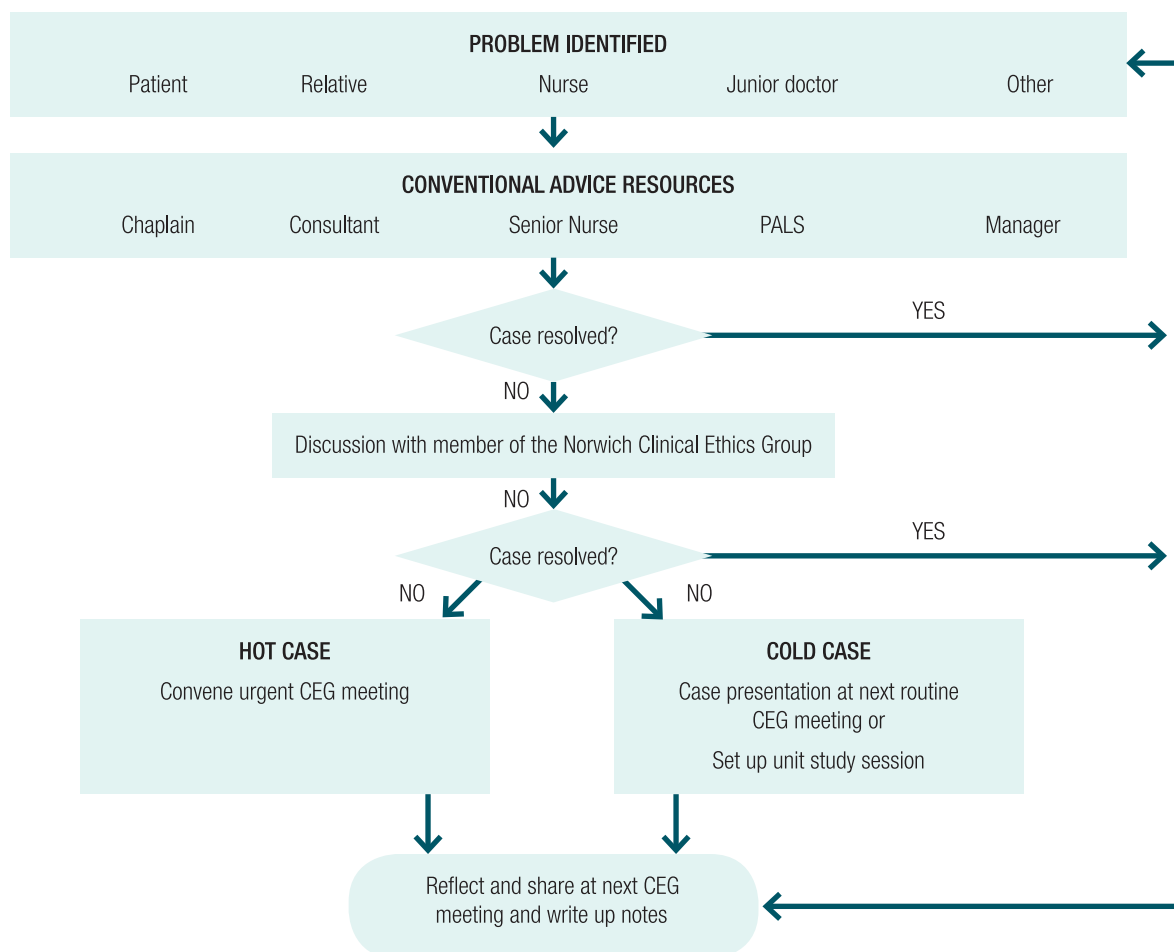 PROBLEM IDENTIFIED
Patient Relative Nurse Junior doctor Other
CONVENTIONAL ADVICE RESOURCES
Chaplain Consultant Senior Nurse PALS Manager
Case resolved?
YES
NO
Discussion with member of the Norwich Clinical Ethics Group
NO
Case resolved?
YES
NO
NO
HOT CASE
Convene urgent CEG meeting
COLD CASE
Case presentation at next routine
CEG meeting or
Set up unit study session
Reflect and share at next CEG
meeting and write up notes